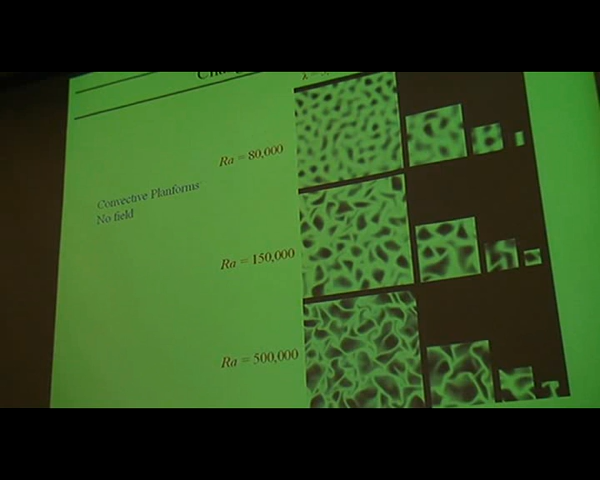 Ra = 80,000
Convective Planforms
No field
Ra = 150,000
Ra = 500,000